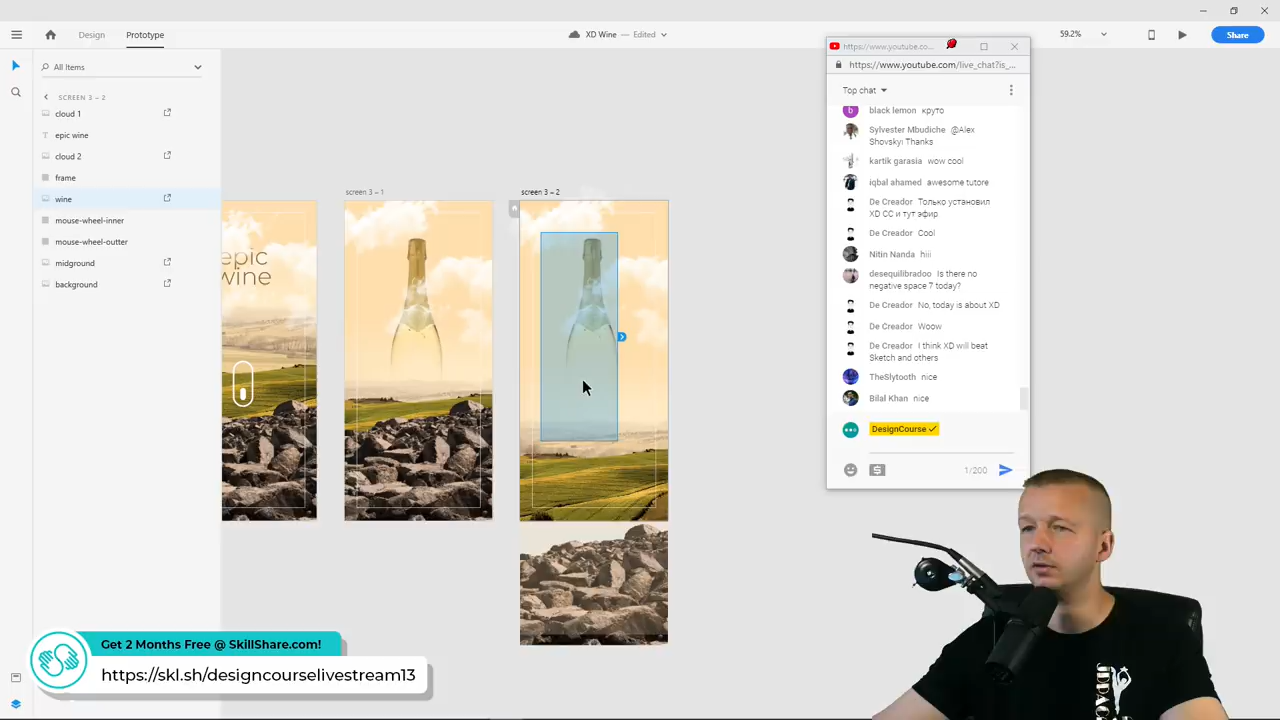 Design
Prototype
XD Wine — Edited
59.2%
Share
All Items
SCREEN 3 – 2
cloud 1
epic wine
cloud 2
frame
wine
mouse-wheel-inner
mouse-wheel-outter
midground
background
epic
wine
screen 3 – 1
screen 3 – 2
https://www.youtube.co...
https://www.youtube.com/live_chat?is_...
Top chat
b
black lemon круто
Sylvester Mbudiche @Alex
Shovskyi Thanks
kartik garasia wow cool
iqbal ahamed awesome tutore
De Creador Только установил
XD CC и тут эфир
De Creador Cool
Nitin Nanda hiii
desequilibradoo Is there no
negative space 7 today?
De Creador No, today is about XD
De Creador Woow
De Creador I think XD will beat
Sketch and others
TheSlytooth nice
Bilal Khan nice
DesignCourse
1/200
Get 2 Months Free @ SkillShare.com!
https://skl.sh/designcourselivestream13